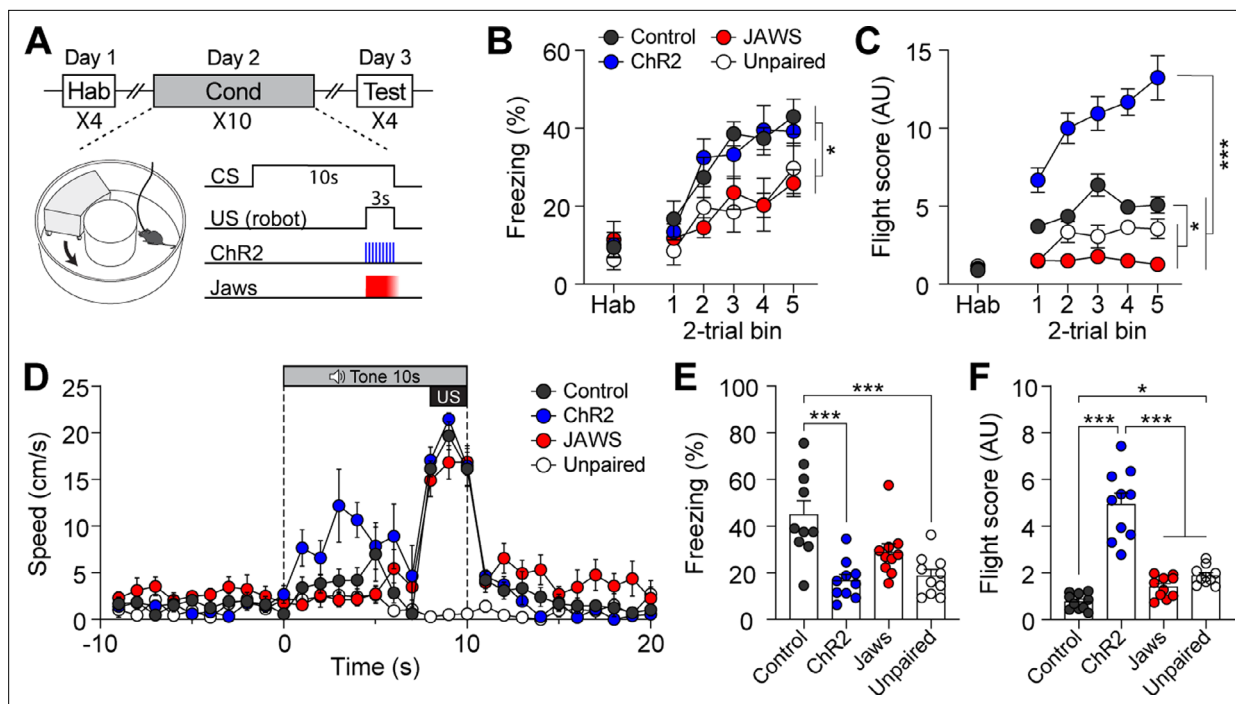 A
Day 1
Day 2
Day 3
Hab
Cond
Test
X4
X10
X4
CS
10s
3s
US (robot)
ChR2
Jaws
B
Control
JAWS
ChR2
Unpaired
60
40
20
0
Freezing (%)
*
Hab
1
2
3
4
5
2-trial bin
C
15
10
5
0
Flight score (AU)
***
*
Hab
1
2
3
4
5
2-trial bin
D
Tone 10s
US
25
20
15
10
5
0
Speed (cm/s)
Control
ChR2
JAWS
Unpaired
-10
0
10
20
Time (s)
E
100
80
60
40
20
0
Freezing (%)
***
***
Control
ChR2
Jaws
Unpaired
F
10
8
6
4
2
0
Flight score (AU)
*
***
***
Control
ChR2
Jaws
Unpaired